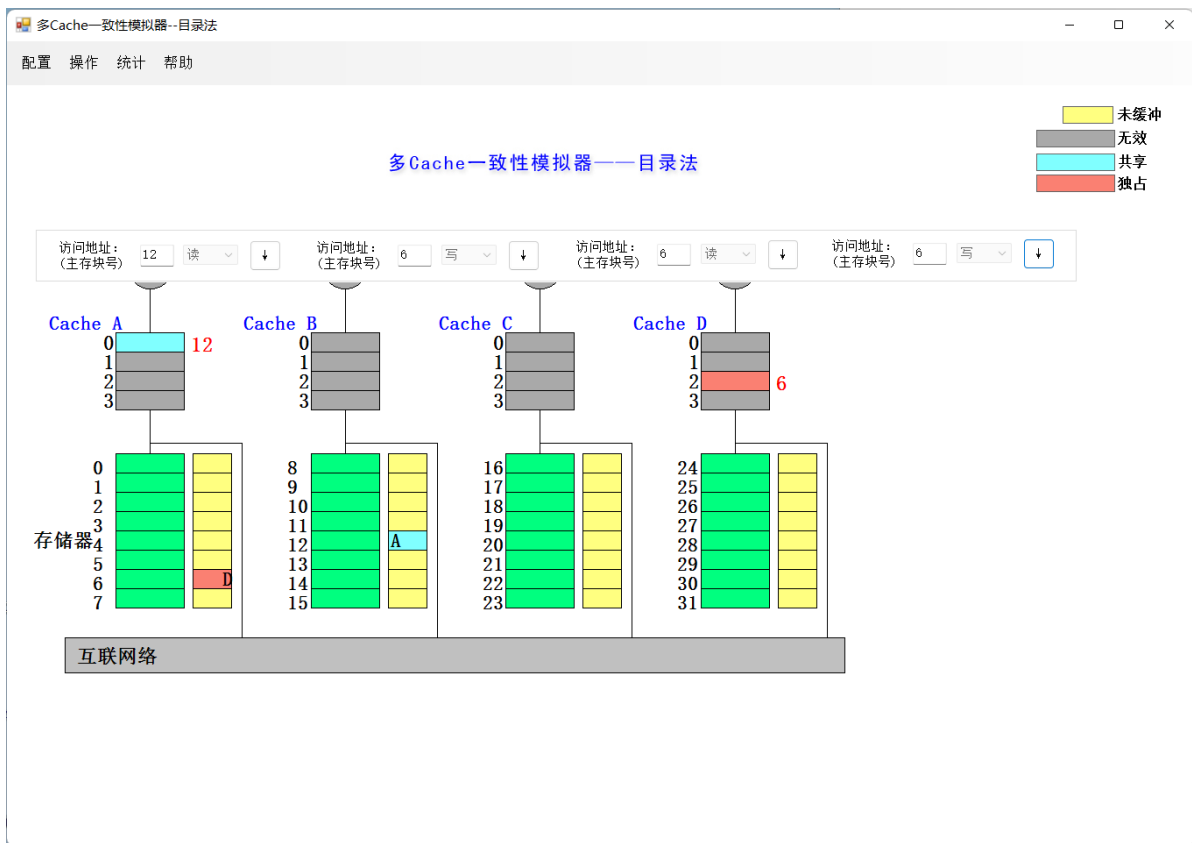 多Cache一致性模拟器--目录法
配置 操作 统计 帮助
未缓冲
无效
共享
独占
多Cache一致性模拟器——目录法
访问地址:
(主存块号) 12 读 ↓
访问地址:
(主存块号) 6 写 ↓
访问地址:
(主存块号) 6 读 ↓
访问地址:
(主存块号) 6 写 ↓
Cache A Cache B Cache C Cache D
0 12 0 0 0
1 1 1 1
2 2 2 2 6
3 3 3 3
0 8 16 24
1 9 17 25
2 10 18 26
3 11 19 27
存储器 4 12 A 20 28
5 13 21 29
6 D 14 22 30
7 15 23 31
互联网络